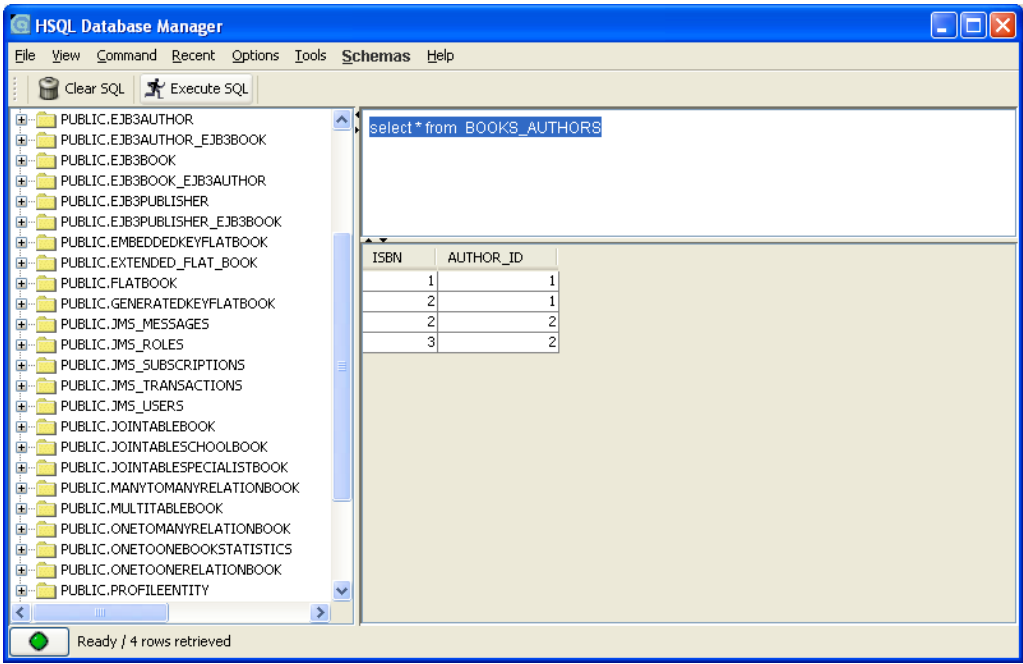 HSQL Database Manager
File View Command Recent Options Tools Schemas Help
Clear SQL Execute SQL
PUBLIC.EJB3AUTHOR
PUBLIC.EJB3AUTHOR_EJB3BOOK
PUBLIC.EJB3BOOK
PUBLIC.EJB3BOOK_EJB3AUTHOR
PUBLIC.EJB3PUBLISHER
PUBLIC.EJB3PUBLISHER_EJB3BOOK
PUBLIC.EMBEDDEDKEYFLATBOOK
PUBLIC.EXTENDED_FLAT_BOOK
PUBLIC.FLATBOOK
PUBLIC.GENERATEDKEYFLATBOOK
PUBLIC.JMS_MESSAGES
PUBLIC.JMS_ROLES
PUBLIC.JMS_SUBSCRIPTIONS
PUBLIC.JMS_TRANSACTIONS
PUBLIC.JMS_USERS
PUBLIC.JOINTABLEBOOK
PUBLIC.JOINTABLESCHOOLBOOK
PUBLIC.JOINTABLESPECIALISTBOOK
PUBLIC.MANYTOMANYRELATIONBOOK
PUBLIC.MULTITABLEBOOK
PUBLIC.ONETOMANYRELATIONBOOK
PUBLIC.ONETOONEBOOKSTATISTICS
PUBLIC.ONETOONERELATIONBOOK
PUBLIC.PROFILEENTITY
select * from BOOKS_AUTHORS
ISBN AUTHOR_ID
1 1
2 1
2 2
3 2
Ready / 4 rows retrieved